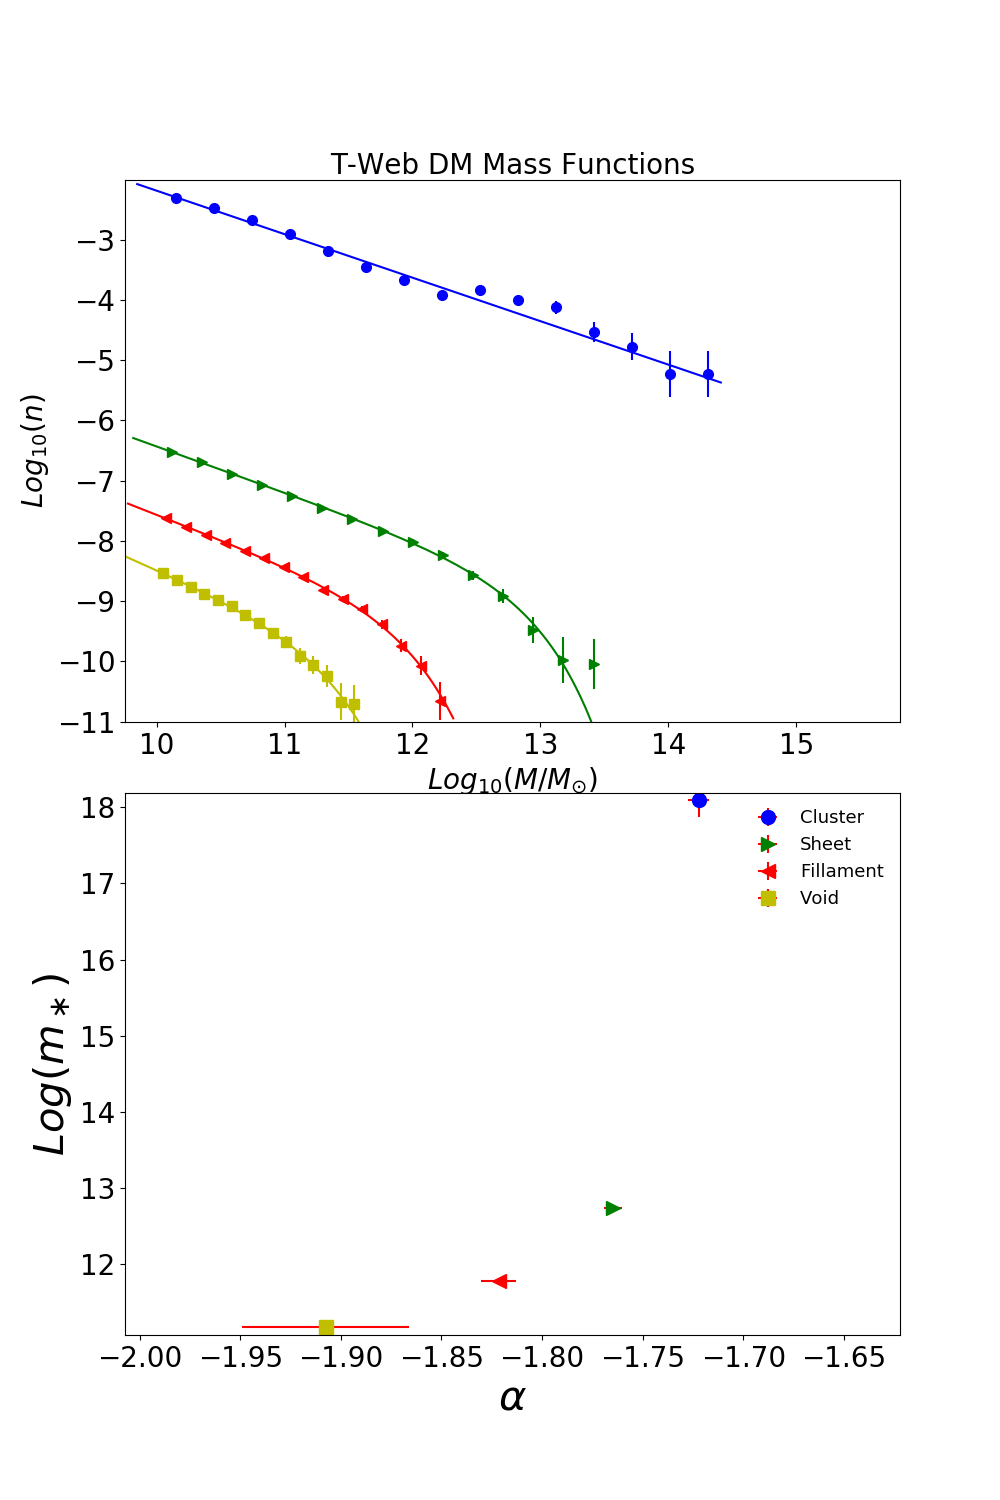 T-Web DM Mass Functions
Log₁₀(n)
−3
−4
−5
−6
−7
−8
−9
−10
−11
10 11 12 13 14 15
Log₁₀(M/M⊙)
Log(m∗)
18
17
16
15
14
13
12
Cluster
Sheet
Fillament
Void
−2.00 −1.95 −1.90 −1.85 −1.80 −1.75 −1.70 −1.65
α